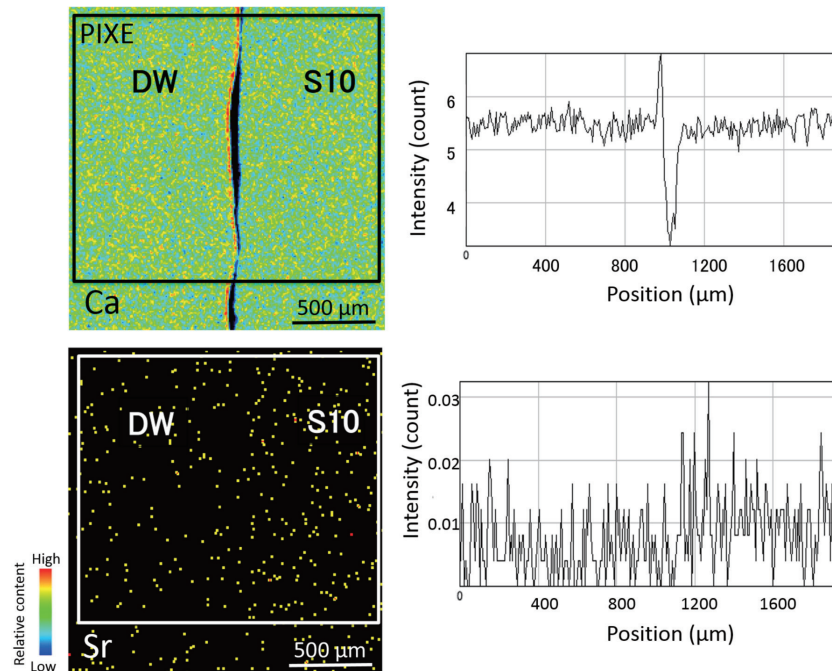 PIXE
DW
S10
Ca
500 µm
Intensity (count)
6
5
4
0
400
800
1200
1600
Position (µm)
DW
S10
Sr
500 µm
Relative content
High
Low
Intensity (count)
0.03
0.02
0.01
0
400
800
1200
1600
Position (µm)